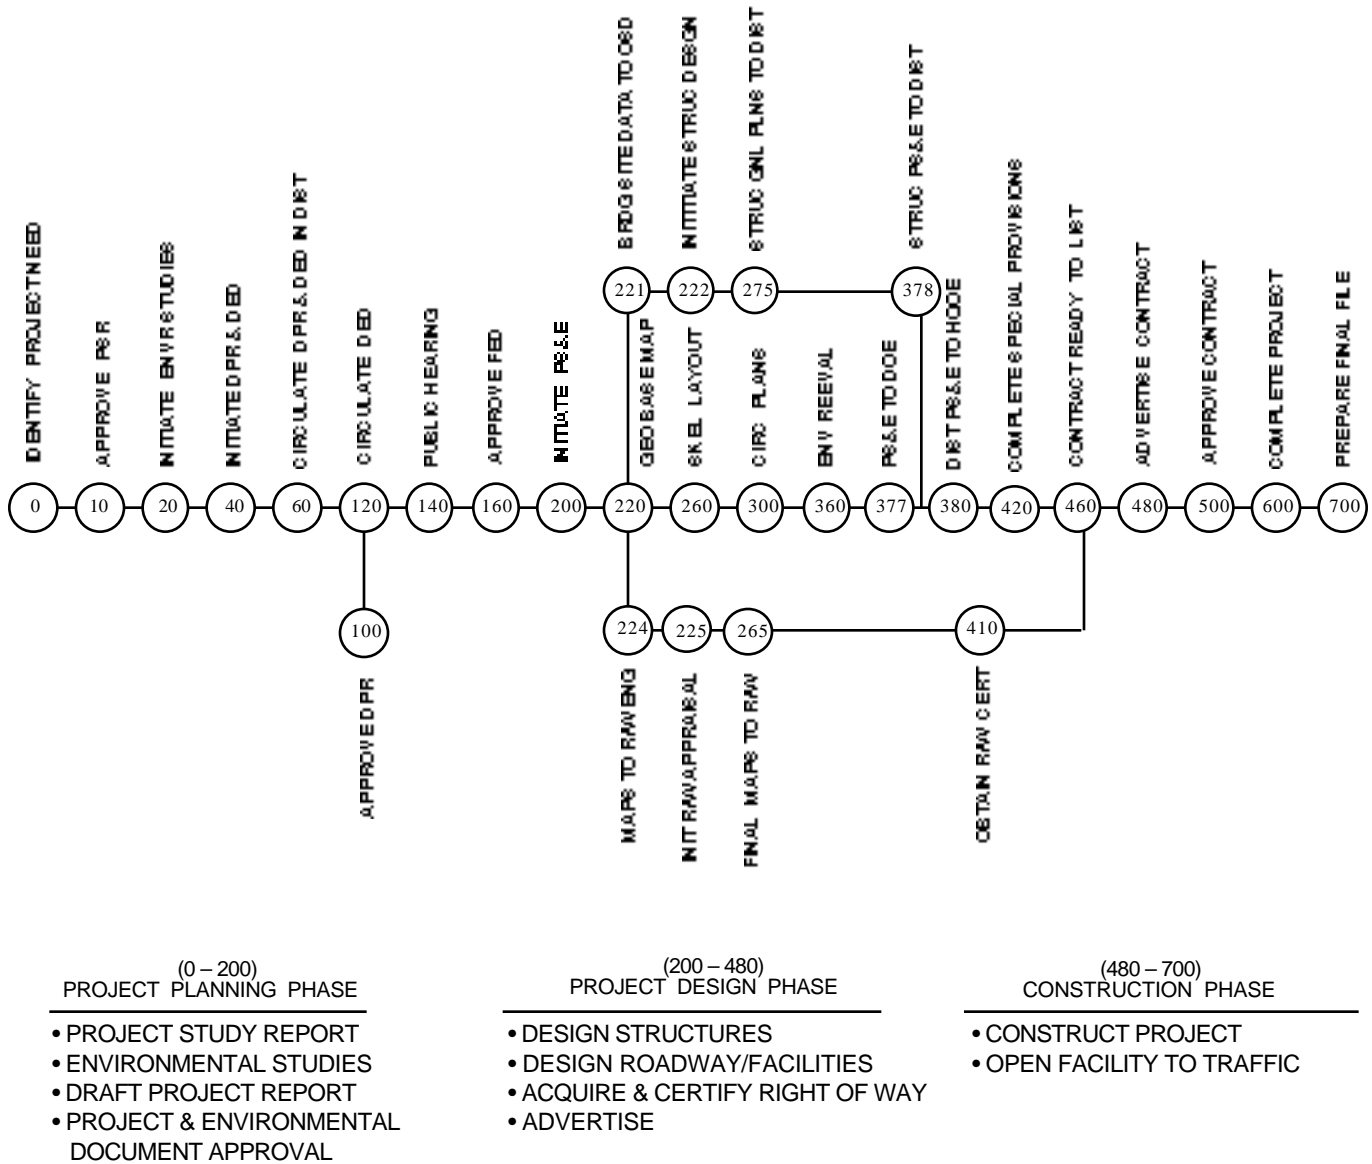 BRDG SITE DATA TO OSD
INITIATE STRUC DESIGN
STRUC GNL PLNS TO DIST
STRUC PS&E TO DIST
221
222
275
378
IDENTIFY PROJECT NEED
APPROVE PSR
INITIATE ENVR STUDIES
INITIATE DPR & DED
CIRCULATE DPR & DED IN DIST
CIRCULATE DED
PUBLIC HEARING
APPROVE FED
INITIATE PS&E
GEO BASE MAP
SKEL LAYOUT
CIRC PLANS
ENV REEVAL
PS&E TO DOE
DIST PS&E TO HQOE
COMPLETE SPECIAL PROVISIONS
CONTRACT READY TO LIST
ADVERTISE CONTRACT
APPROVE CONTRACT
COMPLETE PROJECT
PREPARE FINAL FILE
0
10
20
40
60
120
140
160
200
220
260
300
360
377
380
420
460
480
500
600
700
100
224
225
265
410
APPROVE DPR
MAPS TO R/W ENG
INIT R/W APPRAISAL
FINAL MAPS TO R/W
OBTAIN R/W CERT
(0 – 200)
PROJECT PLANNING PHASE
• PROJECT STUDY REPORT
• ENVIRONMENTAL STUDIES
• DRAFT PROJECT REPORT
• PROJECT & ENVIRONMENTAL
DOCUMENT APPROVAL
(200 – 480)
PROJECT DESIGN PHASE
• DESIGN STRUCTURES
• DESIGN ROADWAY/FACILITIES
• ACQUIRE & CERTIFY RIGHT OF WAY
• ADVERTISE
(480 – 700)
CONSTRUCTION PHASE
• CONSTRUCT PROJECT
• OPEN FACILITY TO TRAFFIC